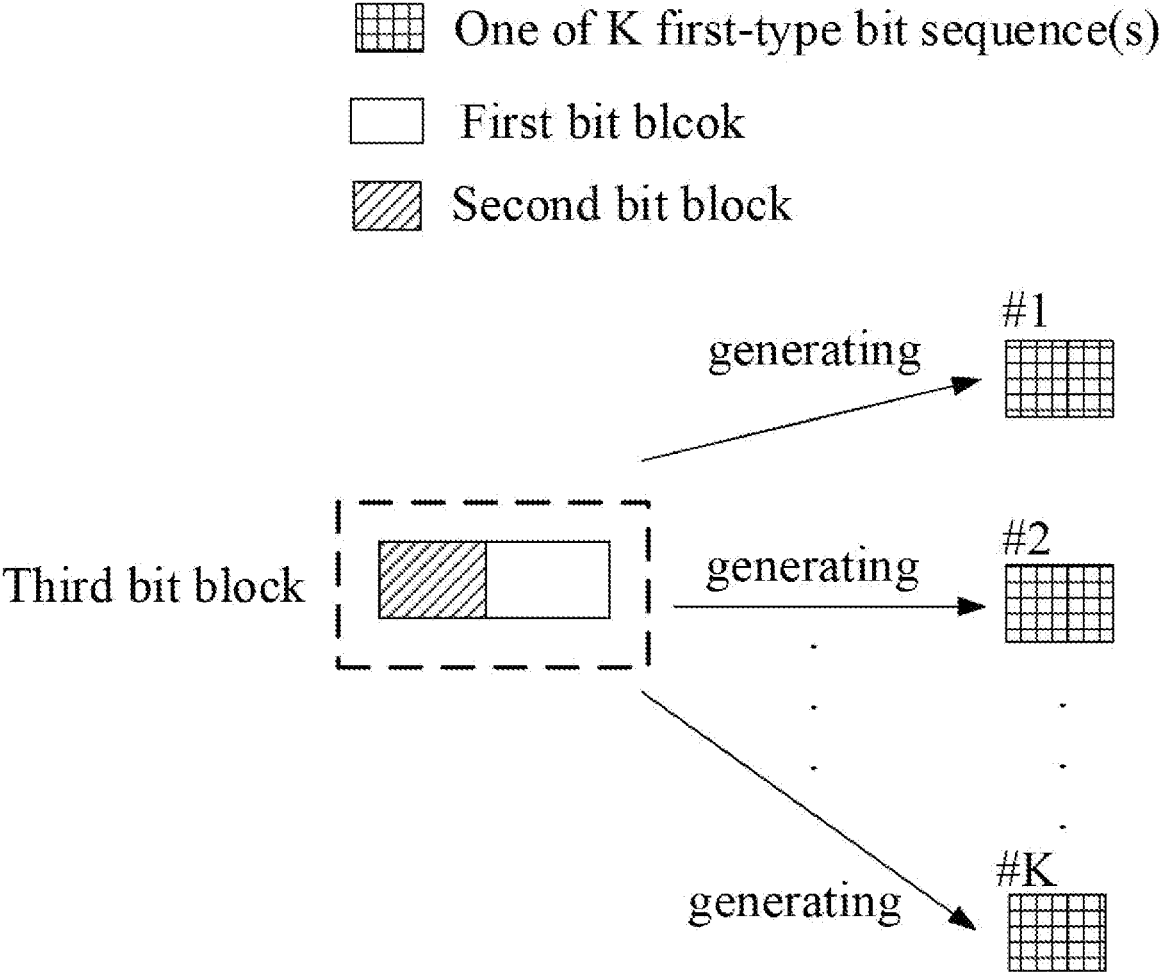 One of K first-type bit sequence(s)
First bit blcok
Second bit block
#1
generating
#2
generating
Third bit block
#K
generating